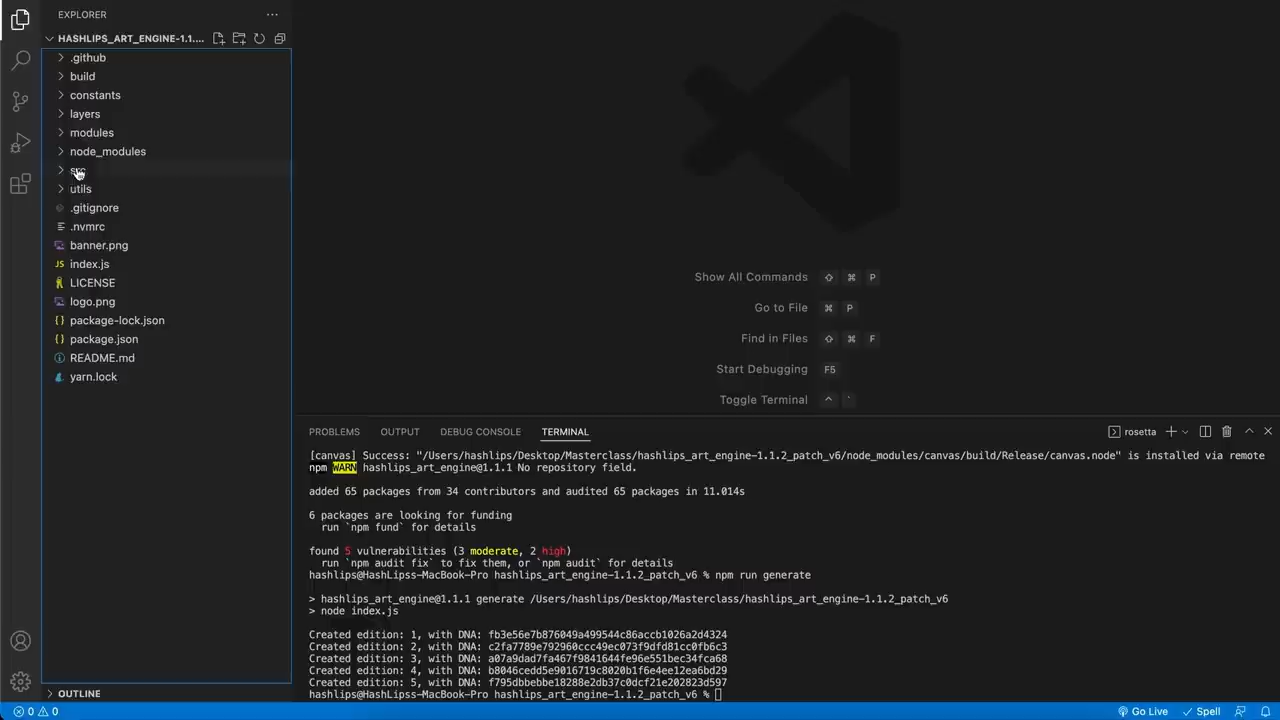 EXPLORER
HASHLIPS_ART_ENGINE-1.1....
.github
build
constants
layers
modules
node_modules
src
utils
.gitignore
.nvmrc
banner.png
JS index.js
LICENSE
logo.png
{} package-lock.json
{} package.json
README.md
yarn.lock
OUTLINE
Show All Commands ⇧ ⌘ P
Go to File ⌘ P
Find in Files ⇧ ⌘ F
Start Debugging F5
Toggle Terminal ^ `
PROBLEMS OUTPUT DEBUG CONSOLE TERMINAL rosetta
[canvas] Success: "/Users/hashlips/Desktop/Masterclass/hashlips_art_engine-1.1.2_patch_v6/node_modules/canvas/build/Release/canvas.node" is installed via remote
npm WARN hashlips_art_engine@1.1.1 No repository field.
added 65 packages from 34 contributors and audited 65 packages in 11.014s
6 packages are looking for funding
run `npm fund` for details
found 5 vulnerabilities (3 moderate, 2 high)
run `npm audit fix` to fix them, or `npm audit` for details
hashlips@HashLipss-MacBook-Pro hashlips_art_engine-1.1.2_patch_v6 % npm run generate
> hashlips_art_engine@1.1.1 generate /Users/hashlips/Desktop/Masterclass/hashlips_art_engine-1.1.2_patch_v6
> node index.js
Created edition: 1, with DNA: fb3e56e7b876049a499544c86accb1026a2d4324
Created edition: 2, with DNA: c2fa7789e792960ccc49ec073f9dfd81cc0fb6c3
Created edition: 3, with DNA: a07a9dad7fa467f9841644fe96e551bec34fca68
Created edition: 4, with DNA: b8046cedd5e9016719c8020b1f6e4ee12ea6bd29
Created edition: 5, with DNA: f795dbbebbe18288e2db37c0dcf21e202823d597
hashlips@HashLipss-MacBook-Pro hashlips_art_engine-1.1.2_patch_v6 %
0 0 Go Live Spell